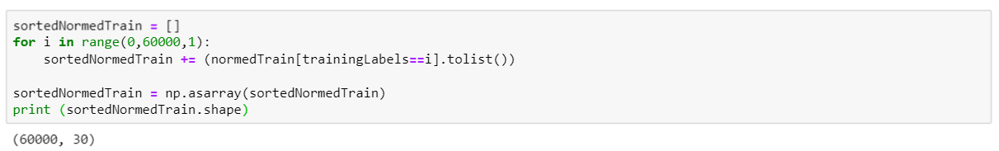 sortedNormedTrain = []
for i in range(0,60000,1):
    sortedNormedTrain += (normedTrain[trainingLabels==i].tolist())
sortedNormedTrain = np.asarray(sortedNormedTrain)
print (sortedNormedTrain.shape)
(60000, 30)